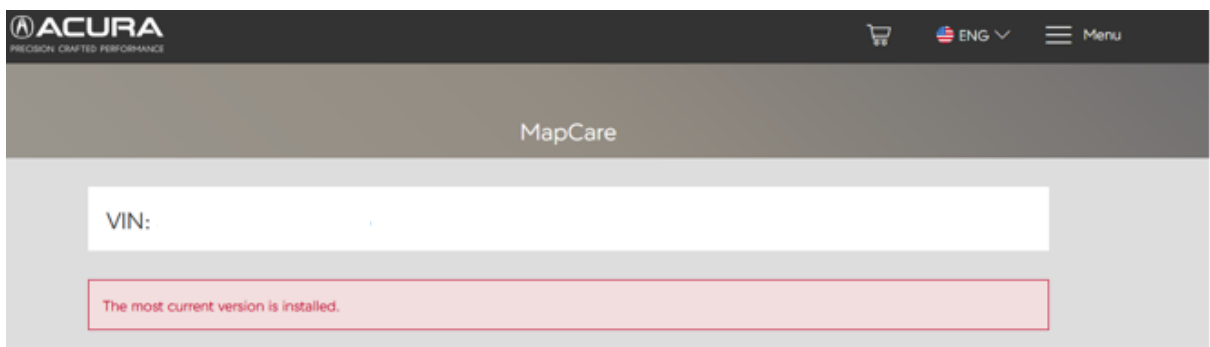 ACURA
PRECISION CRAFTED PERFORMANCE
ENG
Menu
MapCare
VIN:
The most current version is installed.